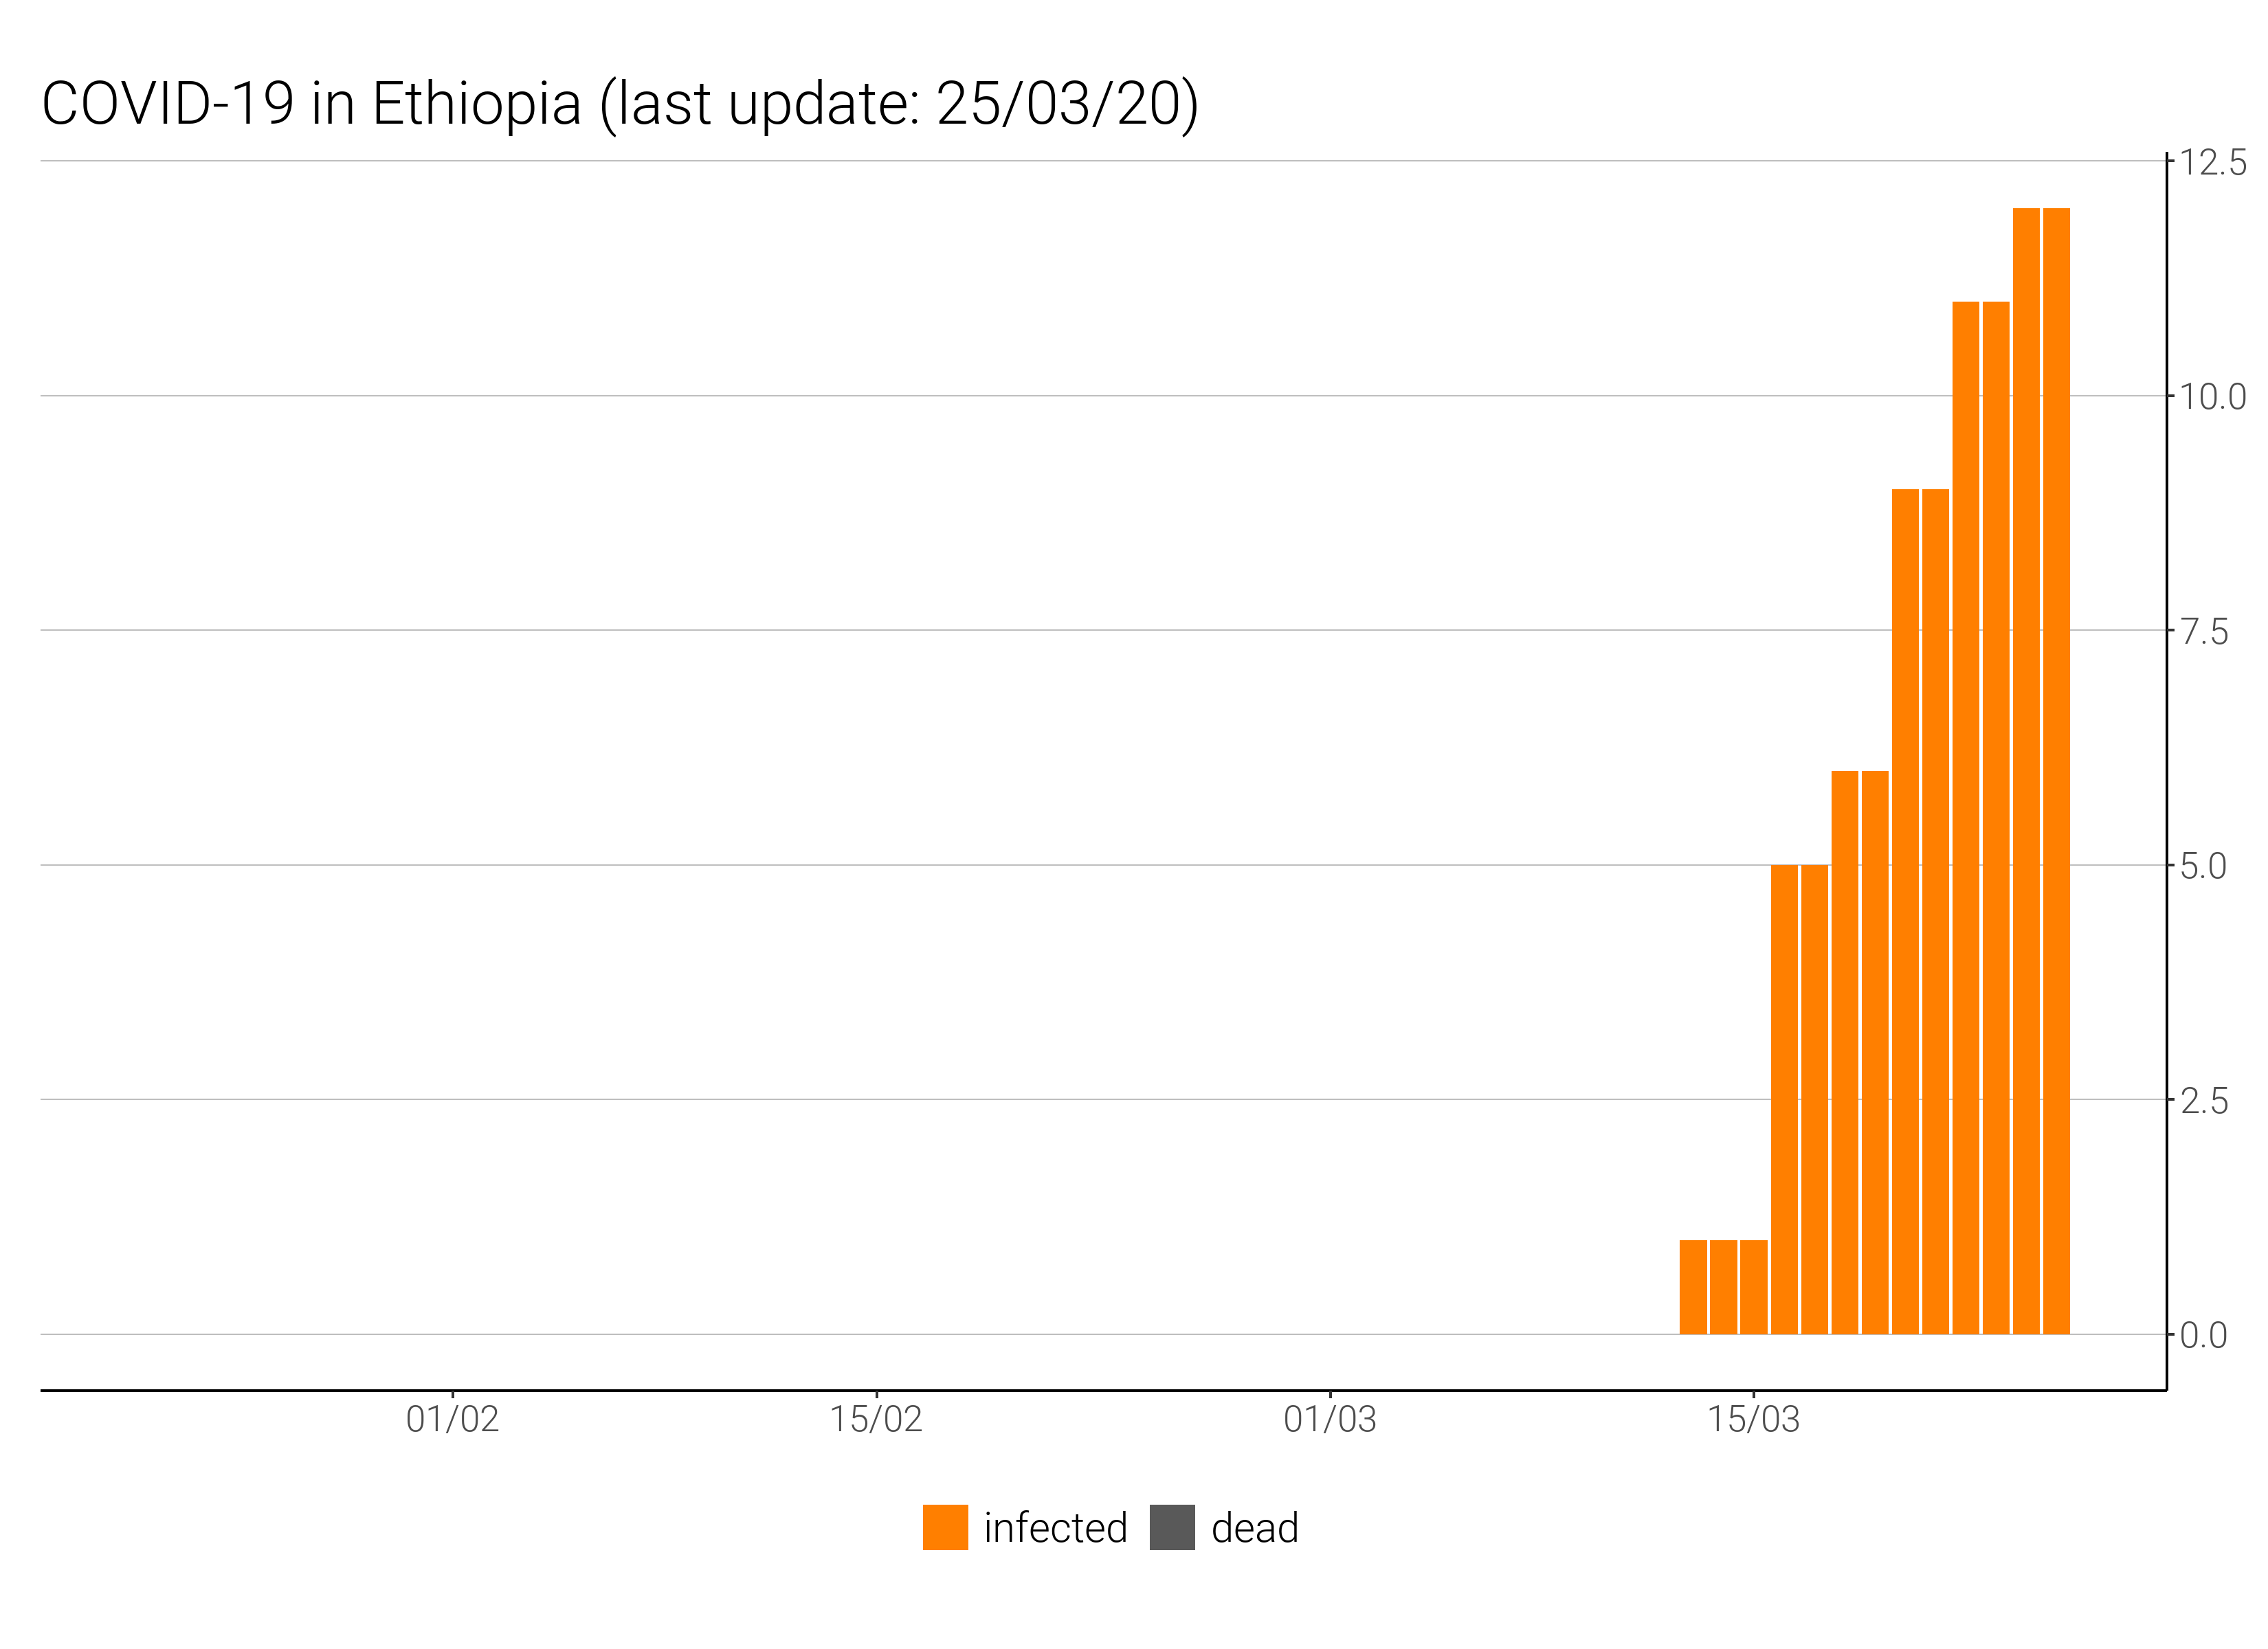 COVID-19 in Ethiopia (last update: 25/03/20)
12.5
10.0
7.5
5.0
2.5
0.0
01/02 15/02 01/03 15/03
infected dead